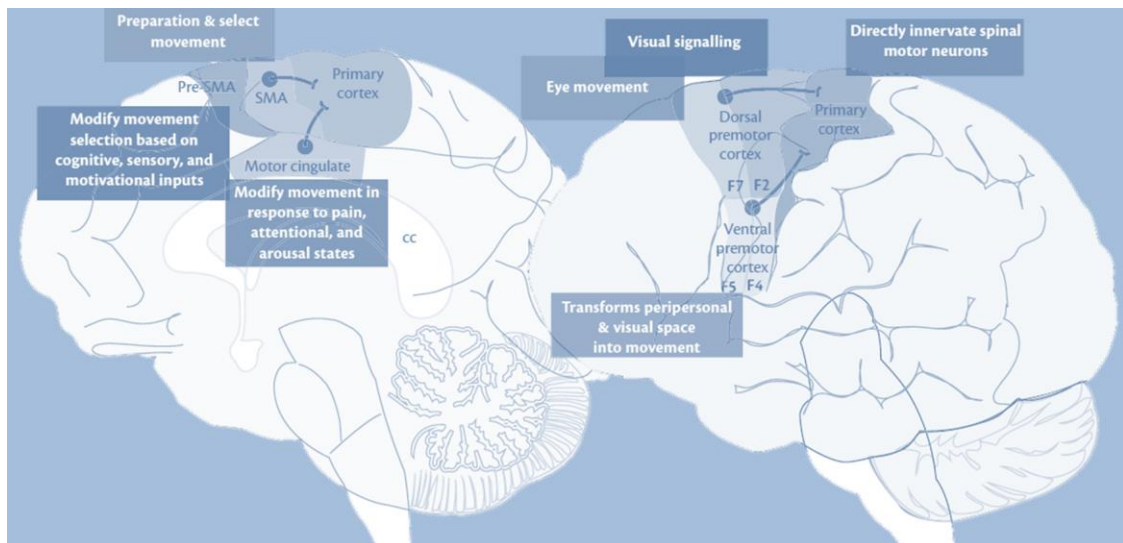 Preparation & select
movement
Pre-SMA
SMA
Primary
cortex
Modify movement
selection based on
cognitive, sensory, and
motivational inputs
Motor cingulate
Modify movement in
response to pain,
attentional, and
arousal states
cc
Visual signalling
Directly innervate spinal
motor neurons
Eye movement
Dorsal
premotor
cortex
Primary
cortex
F7 F2
Ventral
premotor
cortex
F5 F4
Transforms peripersonal
& visual space
into movement